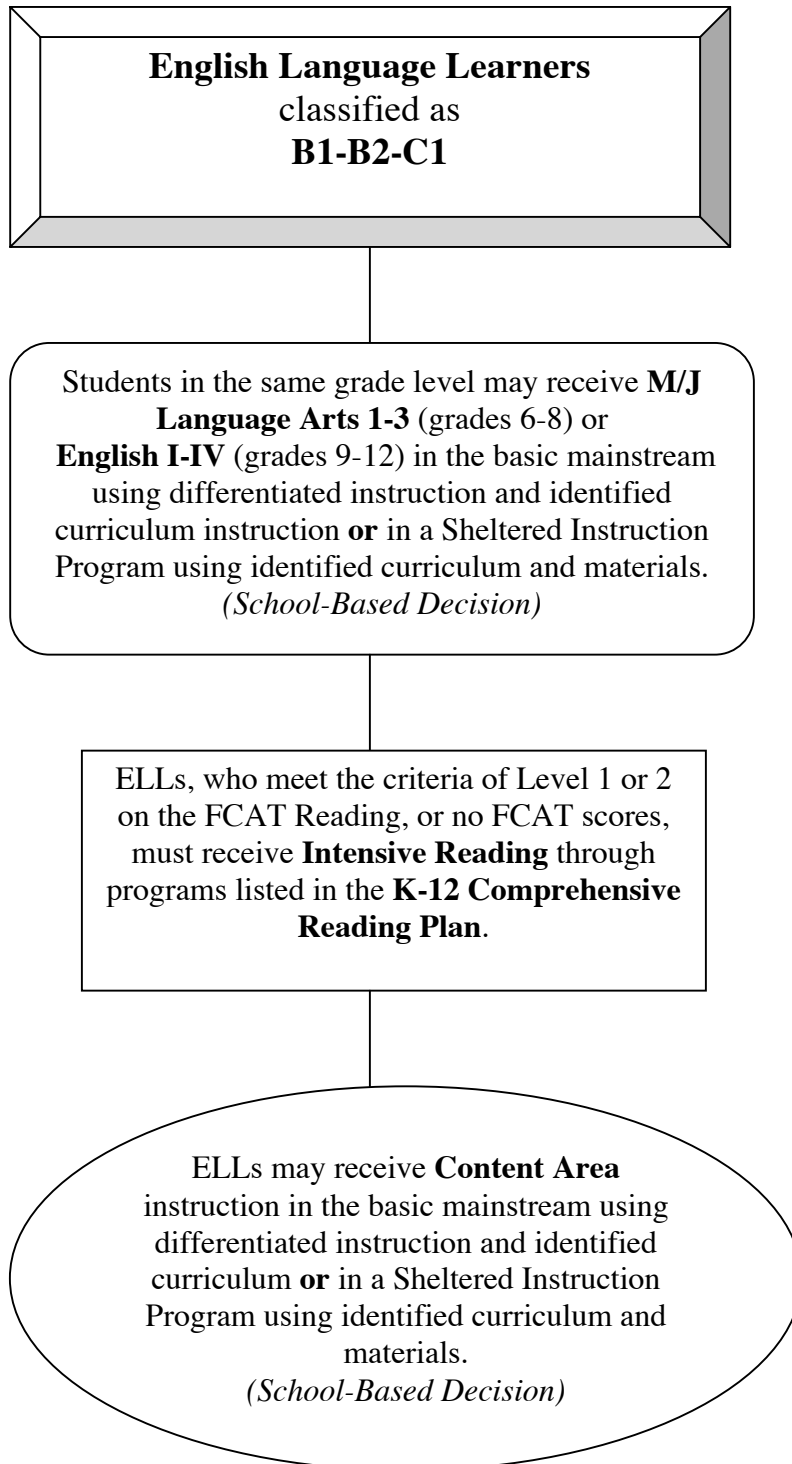 English Language Learners
classified as
B1-B2-C1
Students in the same grade level may receive M/J
Language Arts 1-3 (grades 6-8) or
English I-IV (grades 9-12) in the basic mainstream
using differentiated instruction and identified
curriculum instruction or in a Sheltered Instruction
Program using identified curriculum and materials.
(School-Based Decision)
ELLs, who meet the criteria of Level 1 or 2
on the FCAT Reading, or no FCAT scores,
must receive Intensive Reading through
programs listed in the K-12 Comprehensive
Reading Plan.
ELLs may receive Content Area
instruction in the basic mainstream using
differentiated instruction and identified
curriculum or in a Sheltered Instruction
Program using identified curriculum and
materials.
(School-Based Decision)